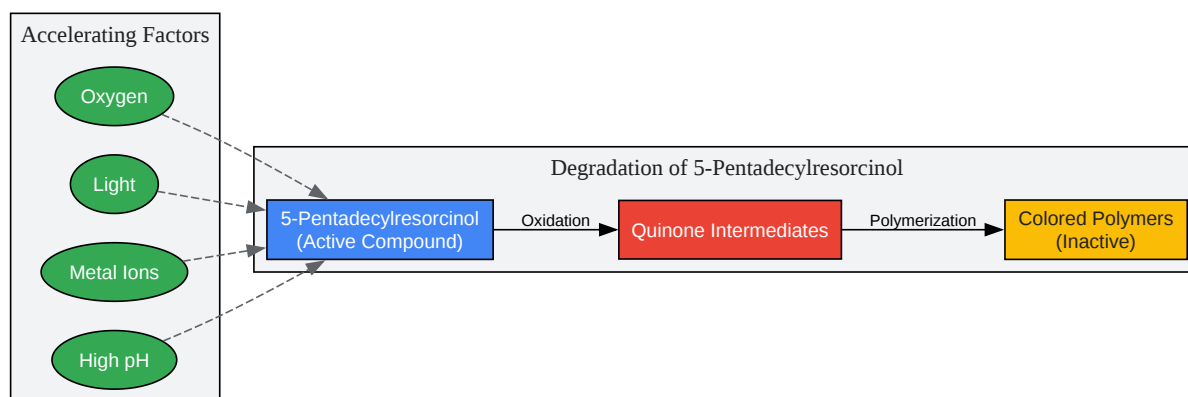 Accelerating Factors
Oxygen
Light
Metal Ions
High pH
Degradation of 5-Pentadecylresorcinol
5-Pentadecylresorcinol
(Active Compound)
Oxidation
Quinone Intermediates
Polymerization
Colored Polymers
(Inactive)